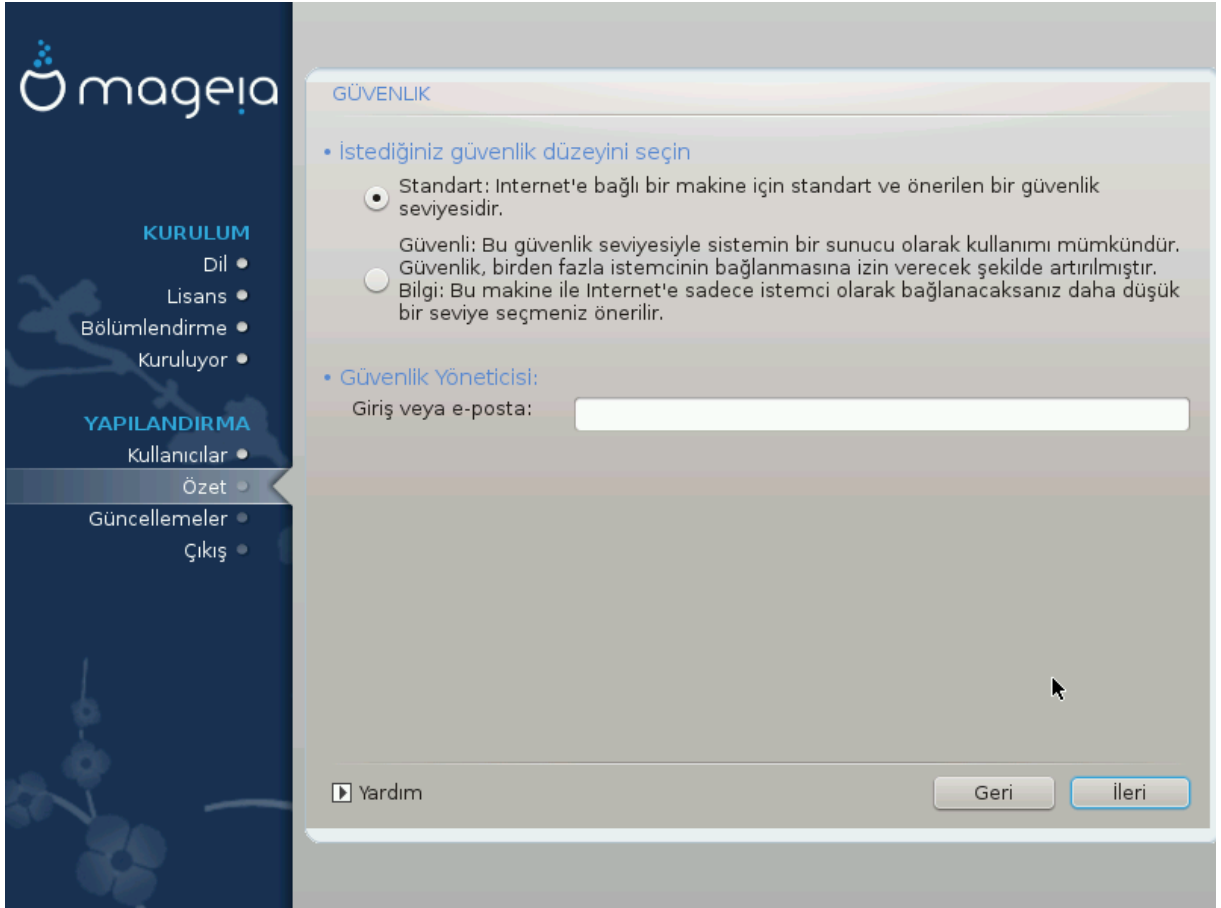 mageia
KURULUM
Dil
Lisans
Bölümlendirme
Kuruluyor
YAPILANDIRMA
Kullanıcılar
Özet
Güncellemeler
Çıkış
GÜVENLIK
• İstediğiniz güvenlik düzeyini seçin
Standart: Internet'e bağlı bir makine için standart ve önerilen bir güvenlik
seviyesidir.
Güvenli: Bu güvenlik seviyesiyle sistemin bir sunucu olarak kullanımı mümkündür.
Güvenlik, birden fazla istemcinin bağlanmasına izin verecek şekilde artırılmıştır.
Bilgi: Bu makine ile Internet'e sadece istemci olarak bağlanacaksanız daha düşük
bir seviye seçmeniz önerilir.
• Güvenlik Yöneticisi:
Giriş veya e-posta:
Yardım
Geri
İleri